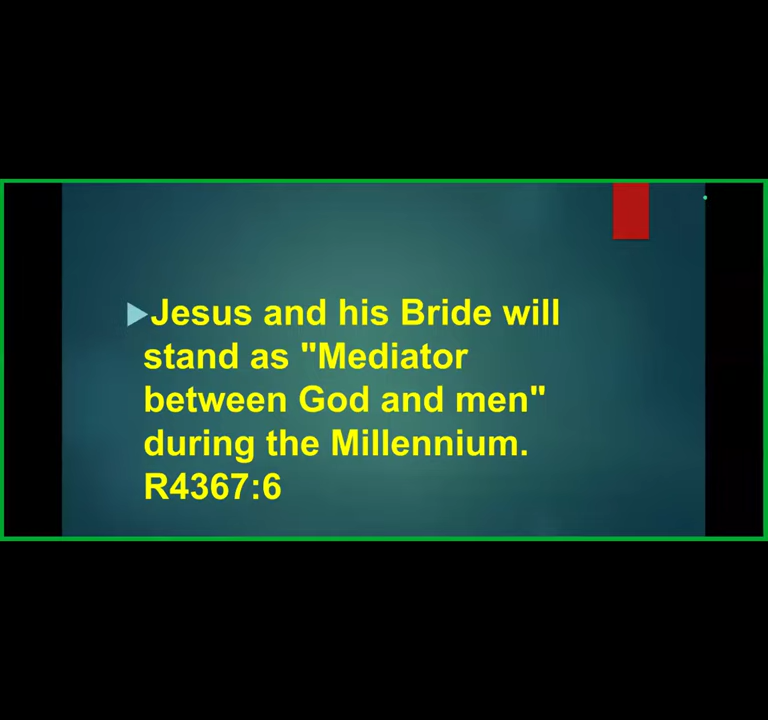 Jesus and his Bride will
stand as "Mediator
between God and men"
during the Millennium.
R4367:6